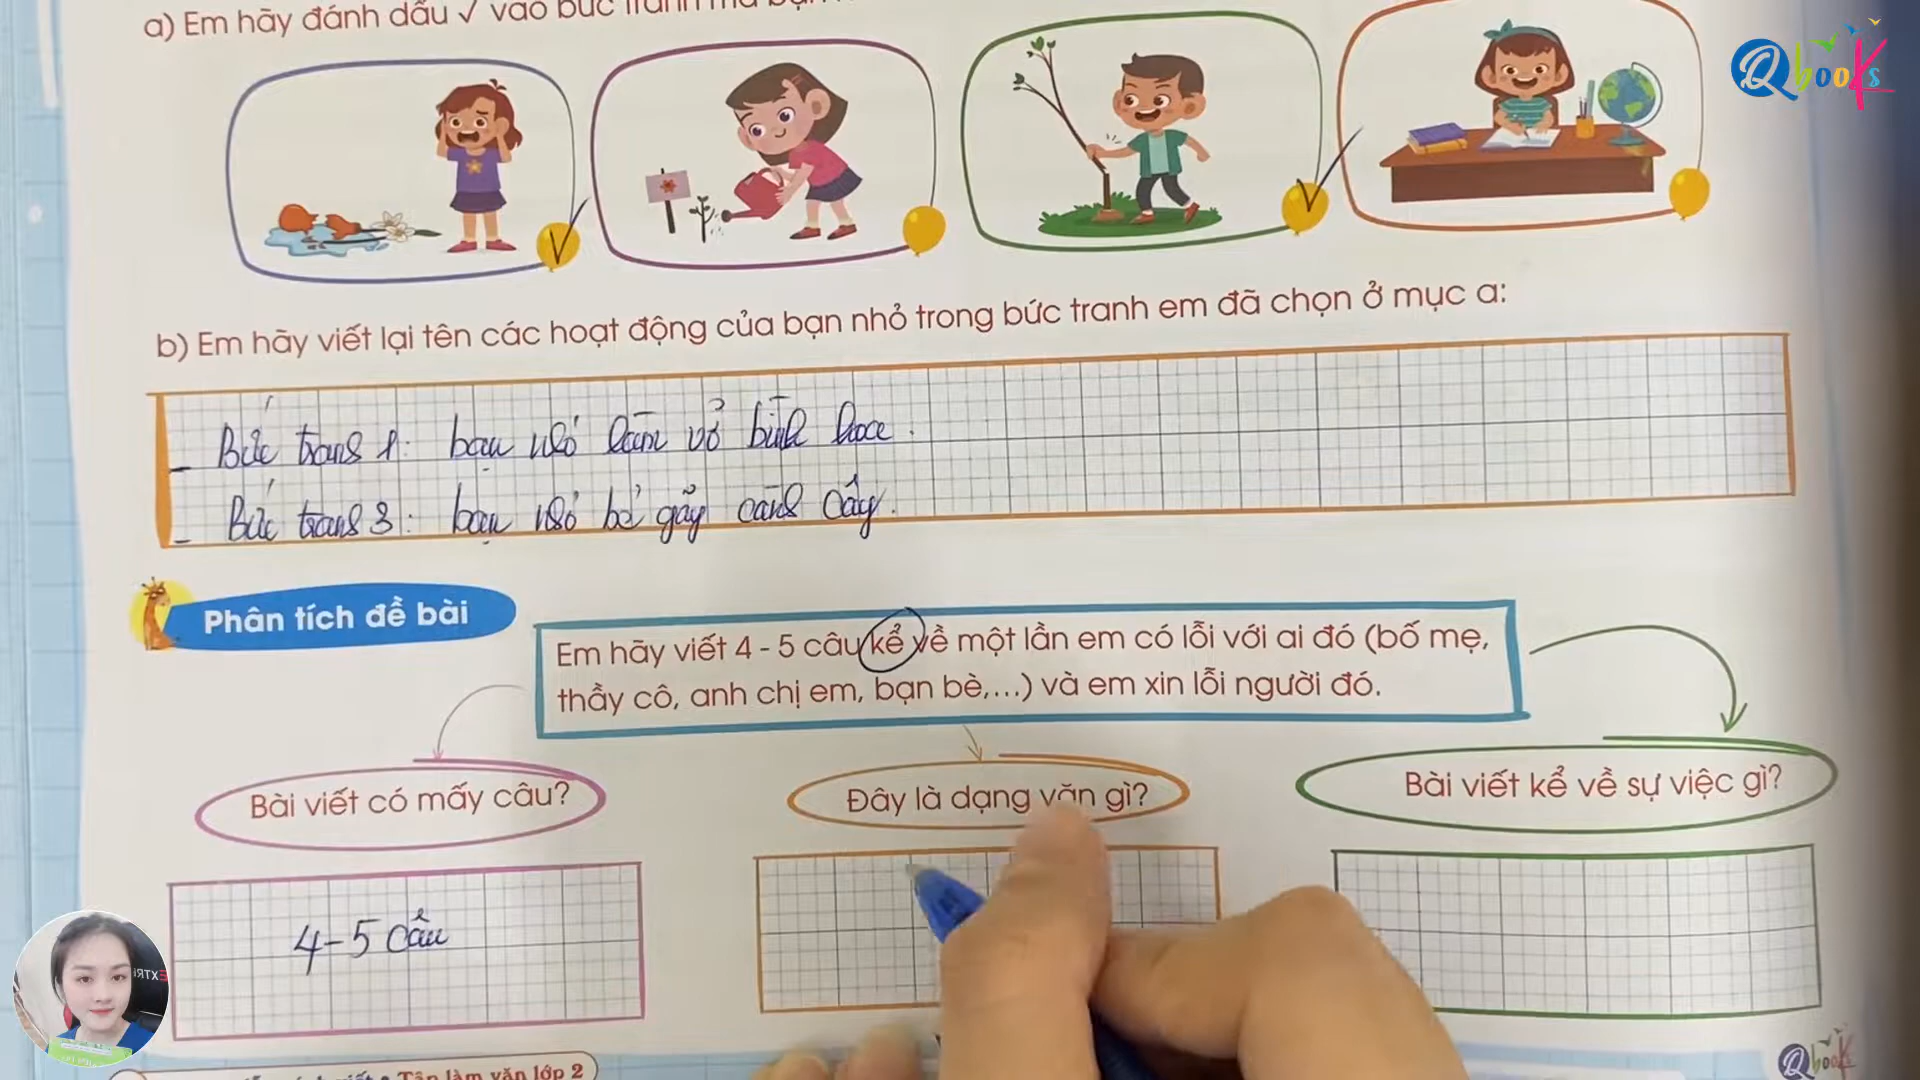 a) Em hãy đánh dấu ✓ vào bức tranh mà bạn
Qbooks
b) Em hãy viết lại tên các hoạt động của bạn nhỏ trong bức tranh em đã chọn ở mục a:
- Bức tranh 1: bạn nhỏ làm vỡ bình hoa.
- Bức tranh 3: bạn nhỏ bẻ gãy cành cây.
Phân tích đề bài
Em hãy viết 4 - 5 câu kể về một lần em có lỗi với ai đó (bố mẹ,
thầy cô, anh chị em, bạn bè,...) và em xin lỗi người đó.
Bài viết có mấy câu?
Đây là dạng văn gì?
Bài viết kể về sự việc gì?
4-5 câu
viết • Tập làm văn lớp 2
Qbooks